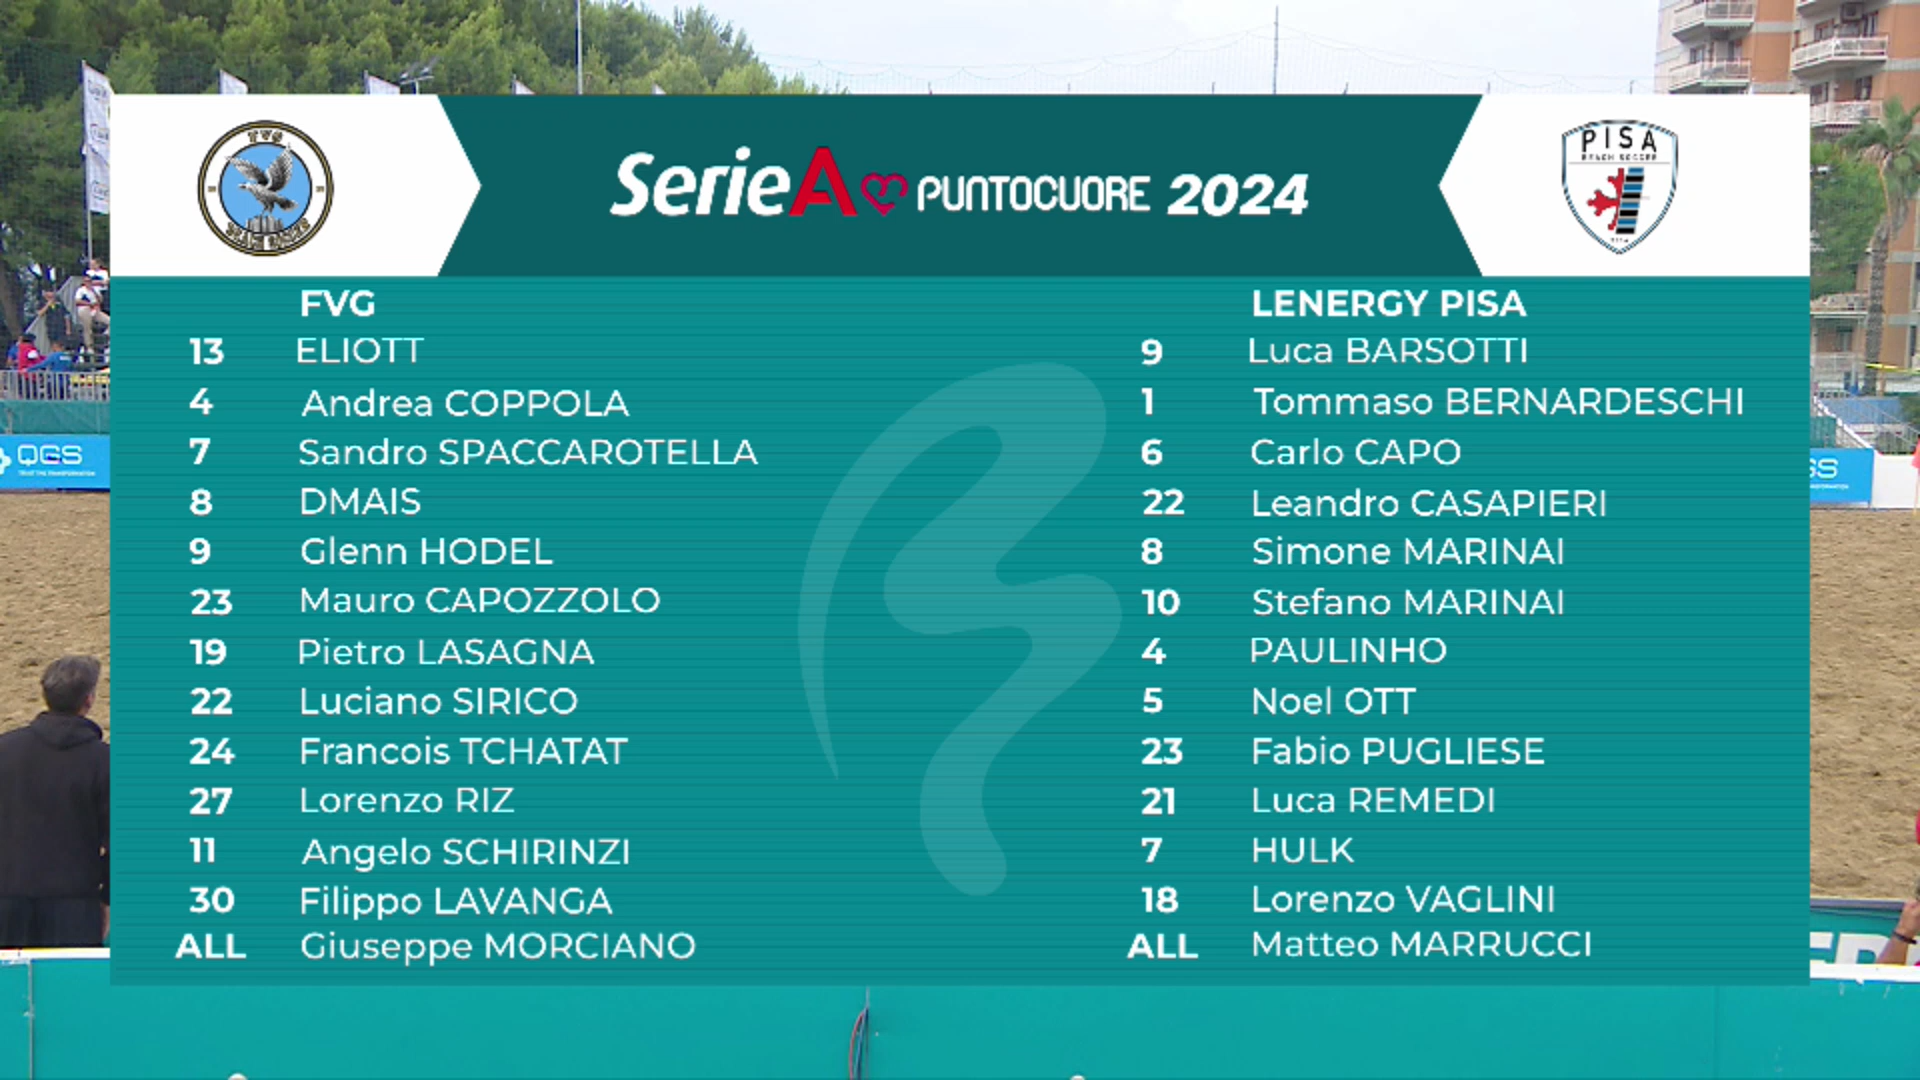 SerieA PUNTOCUORE 2024
FVG
PISA
BEACH SOCCER
FVG
13 ELIOTT
4 Andrea COPPOLA
7 Sandro SPACCAROTELLA
8 DMAIS
9 Glenn HODEL
23 Mauro CAPOZZOLO
19 Pietro LASAGNA
22 Luciano SIRICO
24 Francois TCHATAT
27 Lorenzo RIZ
11 Angelo SCHIRINZI
30 Filippo LAVANGA
ALL Giuseppe MORCIANO
LENERGY PISA
9 Luca BARSOTTI
1 Tommaso BERNARDESCHI
6 Carlo CAPO
22 Leandro CASAPIERI
8 Simone MARINAI
10 Stefano MARINAI
4 PAULINHO
5 Noel OTT
23 Fabio PUGLIESE
21 Luca REMEDI
7 HULK
18 Lorenzo VAGLINI
ALL Matteo MARRUCCI
QGS